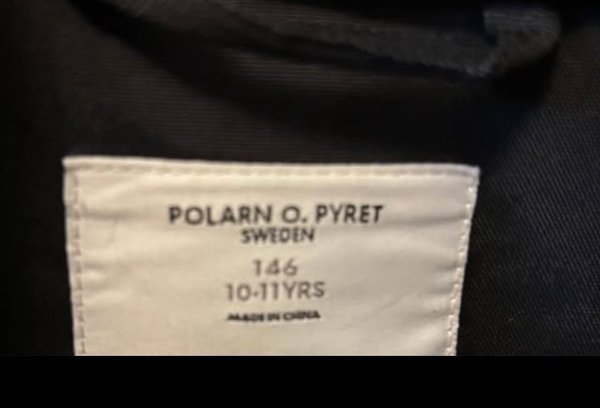 POLARN O. PYRET
SWEDEN
146
10-11YRS
MADE IN CHINA